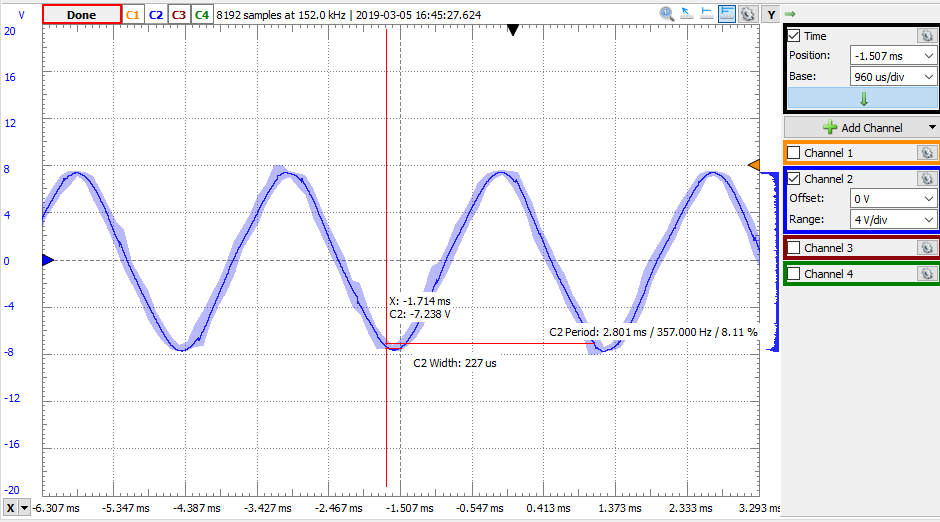 V Done C1 C2 C3 C4 8192 samples at 152.0 kHz | 2019-03-05 16:45:27.624 Y
20
16
12
8
4
0
-4
-8
-12
-16
-20
X: -1.714 ms
C2: -7.238 V
C2 Period: 2.801 ms / 357.000 Hz / 8.11 %
C2 Width: 227 us
X -6.307 ms -5.347 ms -4.387 ms -3.427 ms -2.467 ms -1.507 ms -0.547 ms 0.413 ms 1.373 ms 2.333 ms 3.293 ms
Time
Position: -1.507 ms
Base: 960 us/div
Add Channel
Channel 1
Channel 2
Offset: 0 V
Range: 4 V/div
Channel 3
Channel 4